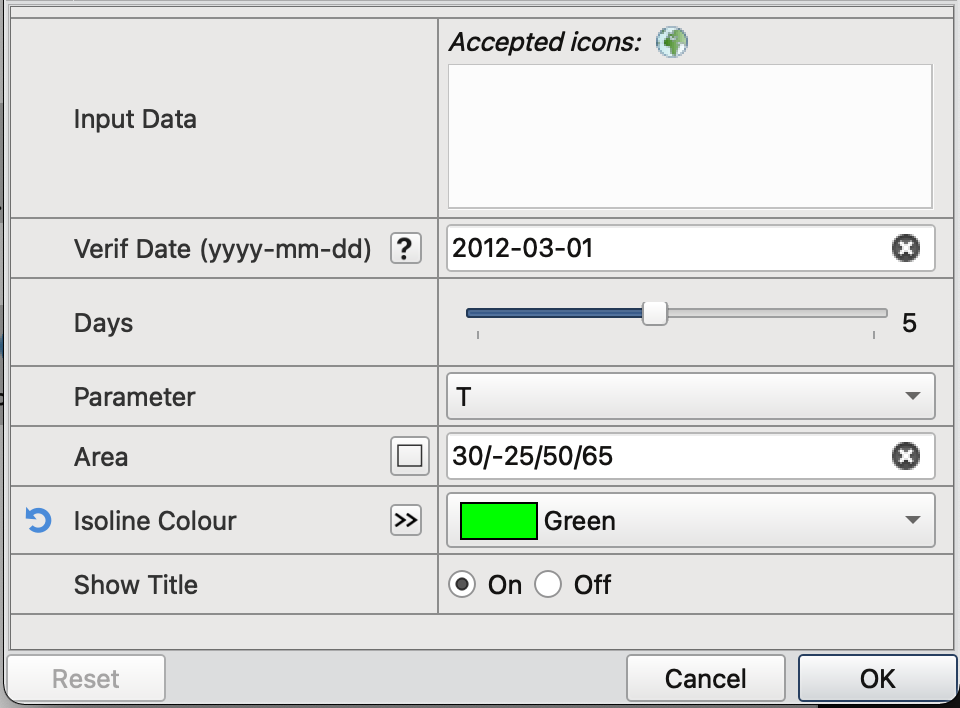 Accepted icons:
Input Data
Verif Date (yyyy-mm-dd) ? 2012-03-01
Days 5
Parameter T
Area 30/-25/50/65
Isoline Colour >> Green
Show Title On Off
Reset Cancel OK